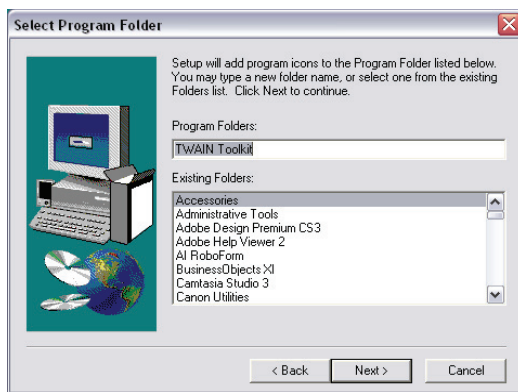 Select Program Folder
Setup will add program icons to the Program Folder listed below.
You may type a new folder name, or select one from the existing
Folders list. Click Next to continue.
Program Folders:
TWAIN Toolkit
Existing Folders:
Accessories
Administrative Tools
Adobe Design Premium CS3
Adobe Help Viewer 2
AI RoboForm
BusinessObjects XI
Camtasia Studio 3
Canon Utilities
< Back
Next >
Cancel